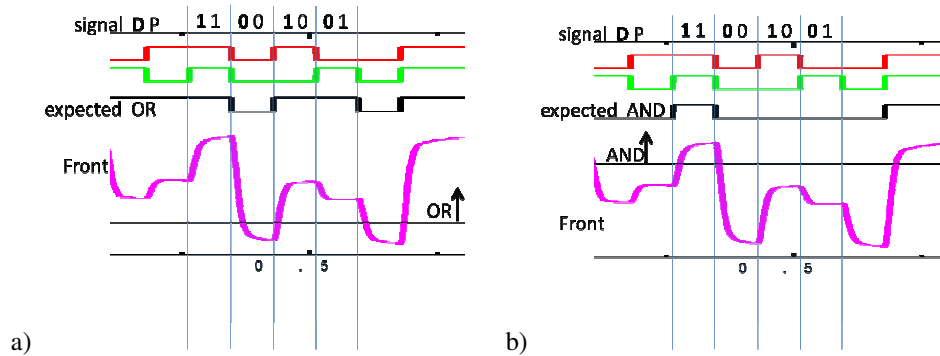 signal D P 11 00 10 01
expected OR
Front
OR
0 . 5
a)
signal D P 11 00 10 01
expected AND
AND
Front
0 . 5
b)